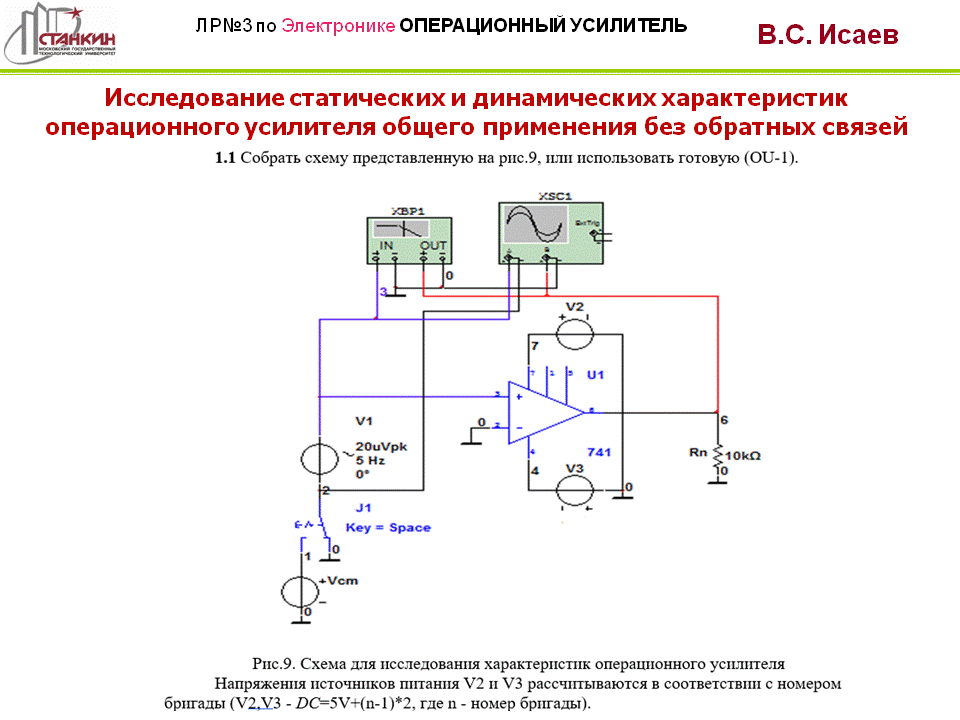 СТАНКИН
МОСКОВСКИЙ ГОСУДАРСТВЕННЫЙ
ТЕХНОЛОГИЧЕСКИЙ УНИВЕРСИТЕТ
ЛР№3 по Электронике ОПЕРАЦИОННЫЙ УСИЛИТЕЛЬ
В.С. Исаев
Исследование статических и динамических характеристик
операционного усилителя общего применения без обратных связей
1.1 Собрать схему представленную на рис.9, или использовать готовую (OU-1).
XBP1
IN OUT
XSC1
Ext Trig
A
B
0
3
V2
+
7
7 1 5
U1
3
+
0
2
−
6
6
741
4
4
V3
+
0
Rn
10kΩ
0
V1
20uVpk
5 Hz
0°
2
J1
Key = Space
1
0
+Vcm
−
0
Рис.9. Схема для исследования характеристик операционного усилителя
Напряжения источников питания V2 и V3 рассчитываются в соответствии с номером
бригады (V2,V3 - DC=5V+(n-1)*2, где n - номер бригады).